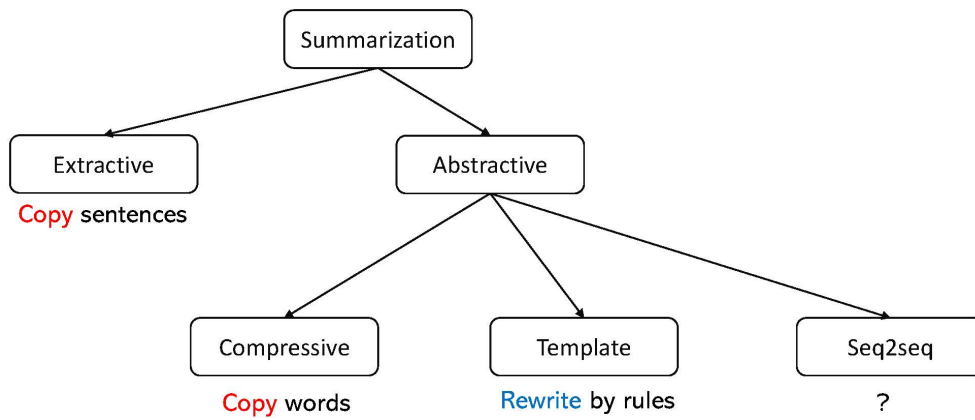 Summarization
Extractive
Abstractive
Copy sentences
Compressive
Template
Seq2seq
Copy words
Rewrite by rules
?